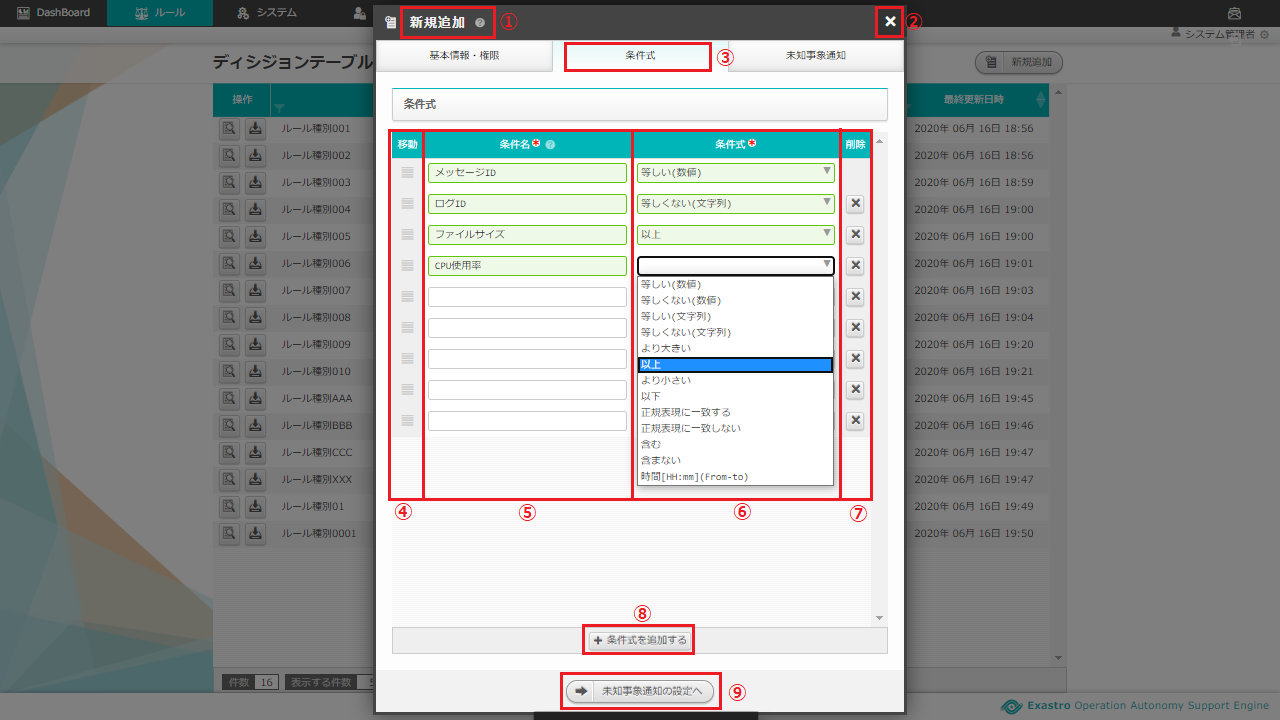 DashBoard ルール システム
システム管理者
新規追加 ? ① ②
基本情報・権限 条件式 ③ 未知事象通知
ディシジョンテーブル 新規追加
条件式
操作 最終更新日時
移動 条件名* ? 条件式* 削除
ルール種別001 2020年 06月 16日 18:56
メッセージID 等しい(数値)
ルール種別002 2020年 06月 16日 18:56
ルール種別003 2020年 06月 16日 18:59
ログID 等しくない(文字列)
ルール種別004 2020年 06月 16日 19:00
ファイルサイズ 以上
ルール種別005 2020年 06月 16日 19:00
CPU使用率
ルール種別006 2020年 06月 16日 19:01
ルール種別007 2020年 06月 16日 19:03
ルール種別008 2020年 06月 16日 19:04
ルール種別009 2020年 06月 16日 19:20
ルール種別010 2020年 06月 16日 19:21
ルール種別AAA 2020年 06月 16日 19:45
ルール種別BBB 2020年 06月 16日 19:46
ルール種別CCC 2020年 06月 16日 19:47
ルール種別XXX 2020年 06月 16日 19:47
ルール種別01 2020年 06月 16日 19:49
ルール種別0001 2020年 06月 16日 19:50
等しい(数値)
等しくない(数値)
等しい(文字列)
等しくない(文字列)
より大きい
以上
より小さい
以下
正規表現に一致する
正規表現に一致しない
含む
含まない
時間[HH:mm](From-to)
④ ⑤ ⑥ ⑦
⑧
条件式を追加する
件数 16 表示する件数
未知事象通知の設定へ ⑨
Exastro Operation Autonomy Support Engine